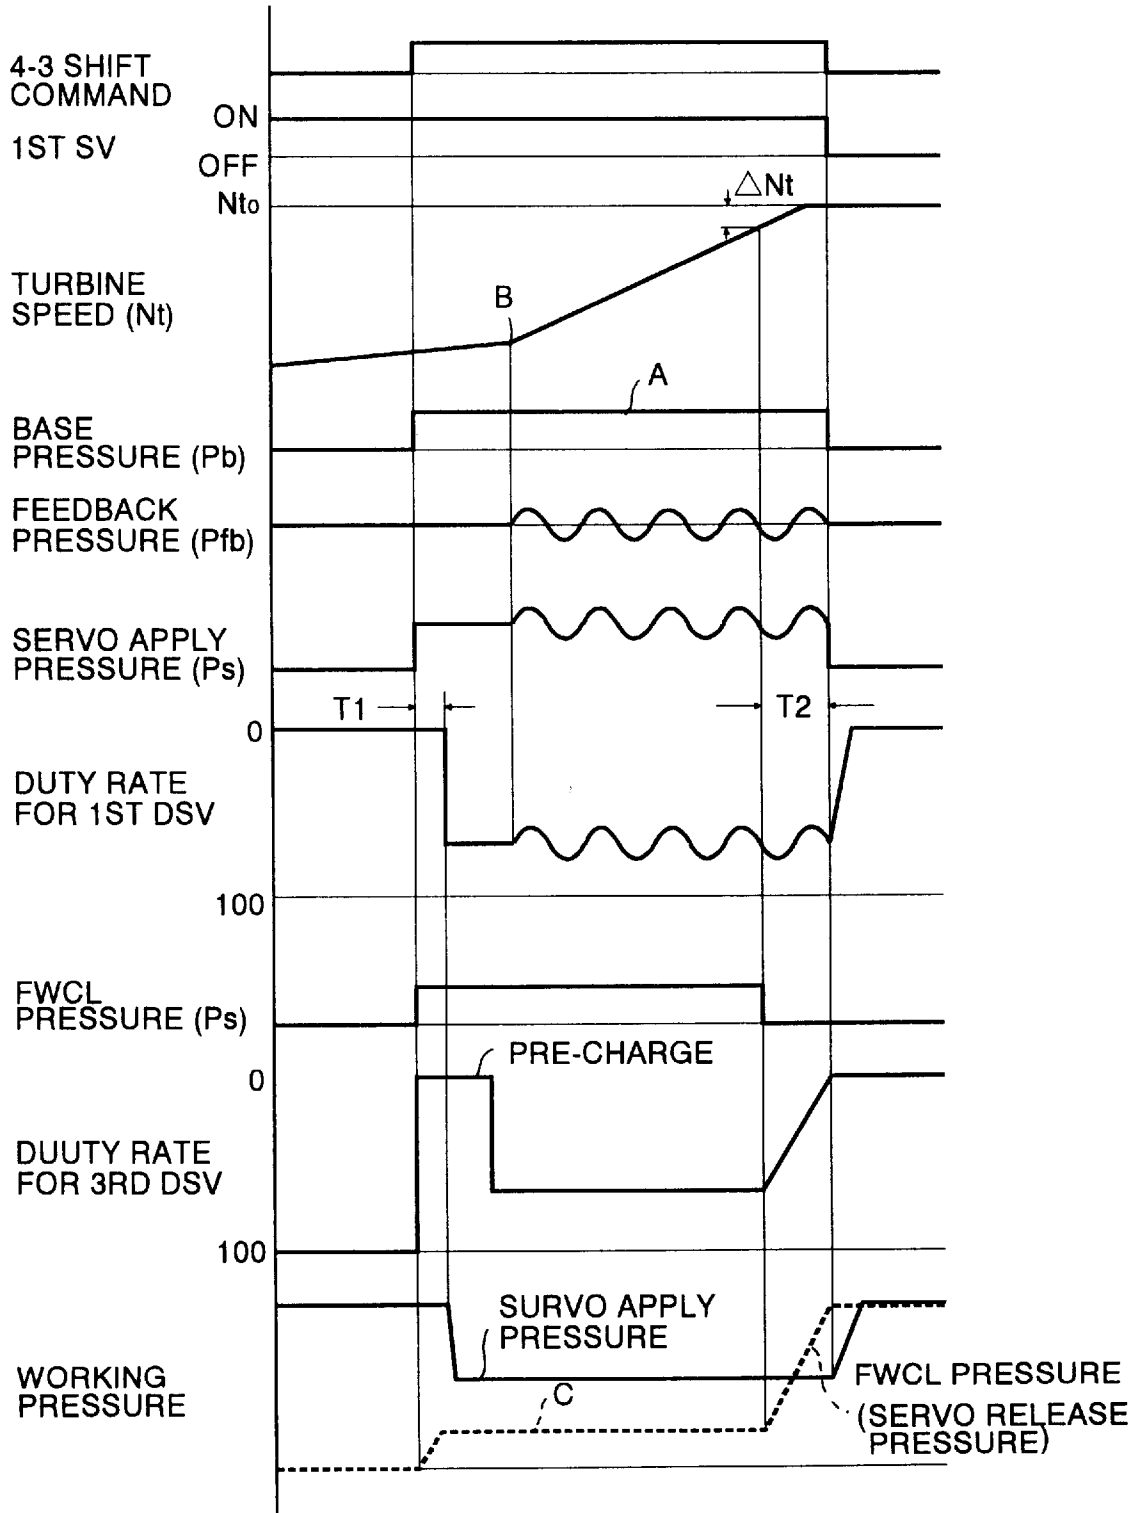 4-3 SHIFT
COMMAND
ON
1ST SV
OFF
Nto
△Nt
TURBINE
SPEED (Nt)
B
A
BASE
PRESSURE (Pb)
FEEDBACK
PRESSURE (Pfb)
SERVO APPLY
PRESSURE (Ps)
T1
T2
0
DUTY RATE
FOR 1ST DSV
100
FWCL
PRESSURE (Ps)
PRE-CHARGE
0
DUUTY RATE
FOR 3RD DSV
100
SURVO APPLY
PRESSURE
WORKING
PRESSURE
C
FWCL PRESSURE
(SERVO RELEASE
PRESSURE)